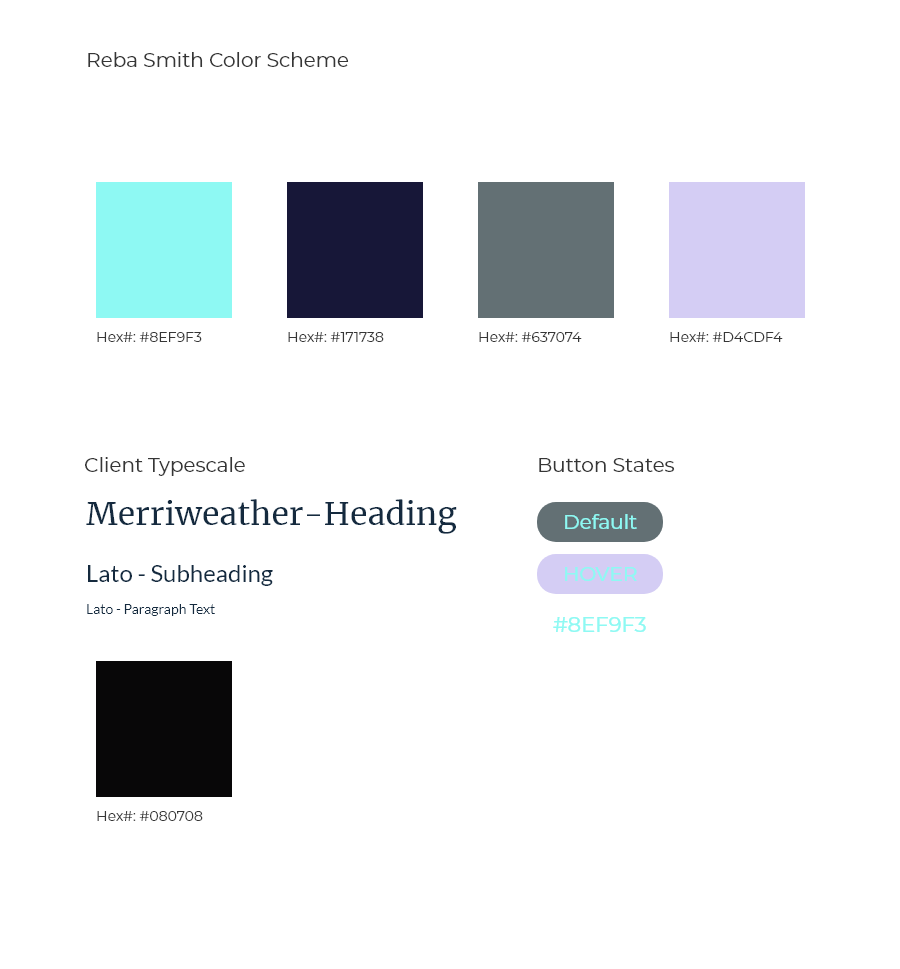 Reba Smith Color Scheme
Hex#: #8EF9F3
Hex#: #171738
Hex#: #637074
Hex#: #D4CDF4
Client Typescale
Merriweather-Heading
Lato - Subheading
Lato - Paragraph Text
Button States
Default
HOVER
#8EF9F3
Hex#: #080708